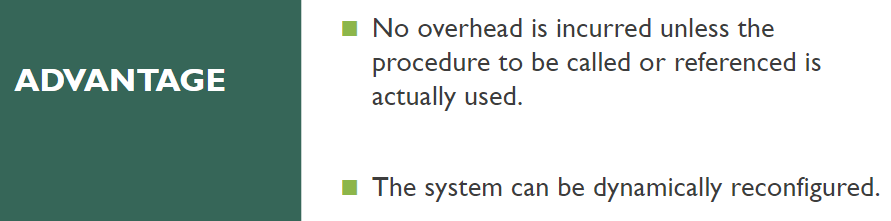 ADVANTAGE
No overhead is incurred unless the
procedure to be called or referenced is
actually used.
The system can be dynamically reconfigured.